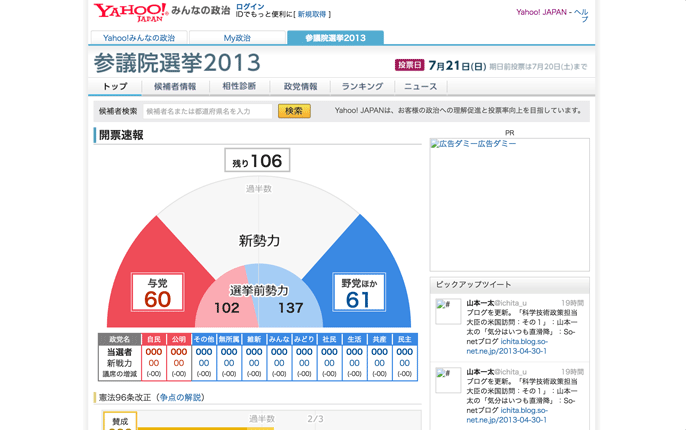 YAHOO! JAPAN みんなの政治
ログイン
IDでもっと便利に[ 新規取得 ]
Yahoo! JAPAN - ヘルプ
Yahoo!みんなの政治 My政治 参議院選挙2013
参議院選挙2013
投票日 7月21日(日) 期日前投票は7月20日(土)まで
トップ 候補者情報 相性診断 政党情報 ランキング ニュース
候補者検索 候補者名または都道府県名を入力 検索 Yahoo! JAPANは、お客様の政治への理解促進と投票率向上を目指しています。
開票速報
残り 106
過半数
新勢力
与党
60
野党ほか
61
選挙前勢力
102 137
政党名 自民 公明 その他 無所属 維新 みんな みどり 社民 生活 共産 民主
当選者 000 000 000 000 000 000 000 000 000 000 000
新戦力 00 00 00 00 00 00 00 00 00 00 00
議席の増減 (-00) (-00) (-00) (-00) (-00) (-00) (-00) (-00) (-00) (-00) (-00)
憲法96条改正（争点の解説）
過半数 2/3
賛成
PR
広告ダミー広告ダミー
ピックアップツイート
#
山本一太@ichita_u 19時間
ブログを更新。「科学技術政策担当
大臣の米国訪問：その１」：山本一
太の「気分はいつも直滑降」：So-
netブログ ichita.blog.so-
net.ne.jp/2013-04-30-1
#
山本一太@ichita_u 19時間
ブログを更新。「科学技術政策担当
大臣の米国訪問：その１」：山本一
太の「気分はいつも直滑降」：So-
netブログ ichita.blog.so-
net.ne.jp/2013-04-30-1